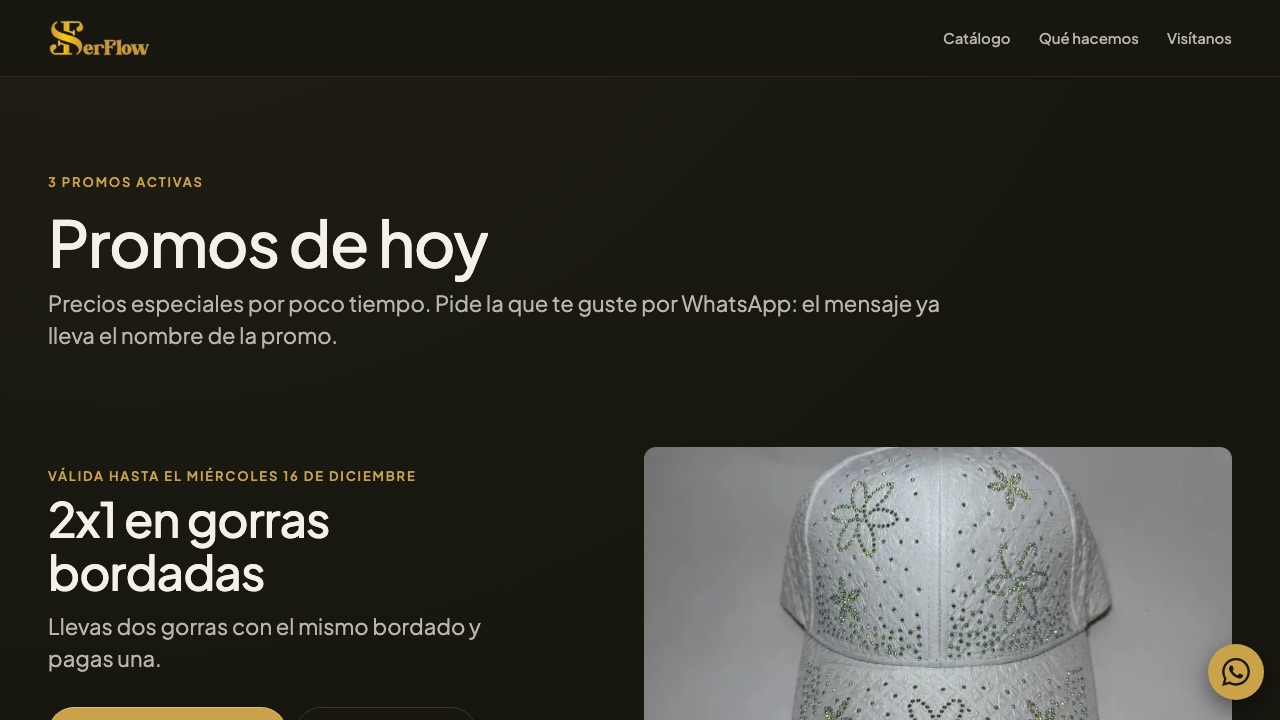 SerFlow
Catálogo
Qué hacemos
Visítanos
3 PROMOS ACTIVAS
Promos de hoy
Precios especiales por poco tiempo. Pide la que te guste por WhatsApp: el mensaje ya
lleva el nombre de la promo.
VÁLIDA HASTA EL MIÉRCOLES 16 DE DICIEMBRE
2x1 en gorras
bordadas
Llevas dos gorras con el mismo bordado y
pagas una.